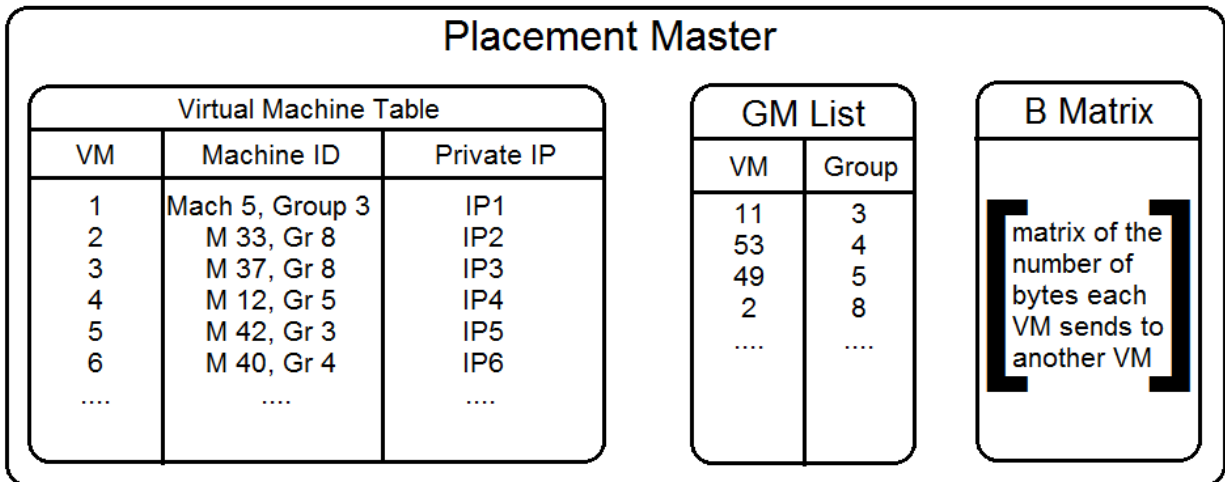 Placement Master
Virtual Machine Table
VM Machine ID Private IP
1 Mach 5, Group 3 IP1
2 M 33, Gr 8 IP2
3 M 37, Gr 8 IP3
4 M 12, Gr 5 IP4
5 M 42, Gr 3 IP5
6 M 40, Gr 4 IP6
.... .... ....
GM List
VM Group
11 3
53 4
49 5
2 8
.... ....
B Matrix
matrix of the
number of
bytes each
VM sends to
another VM